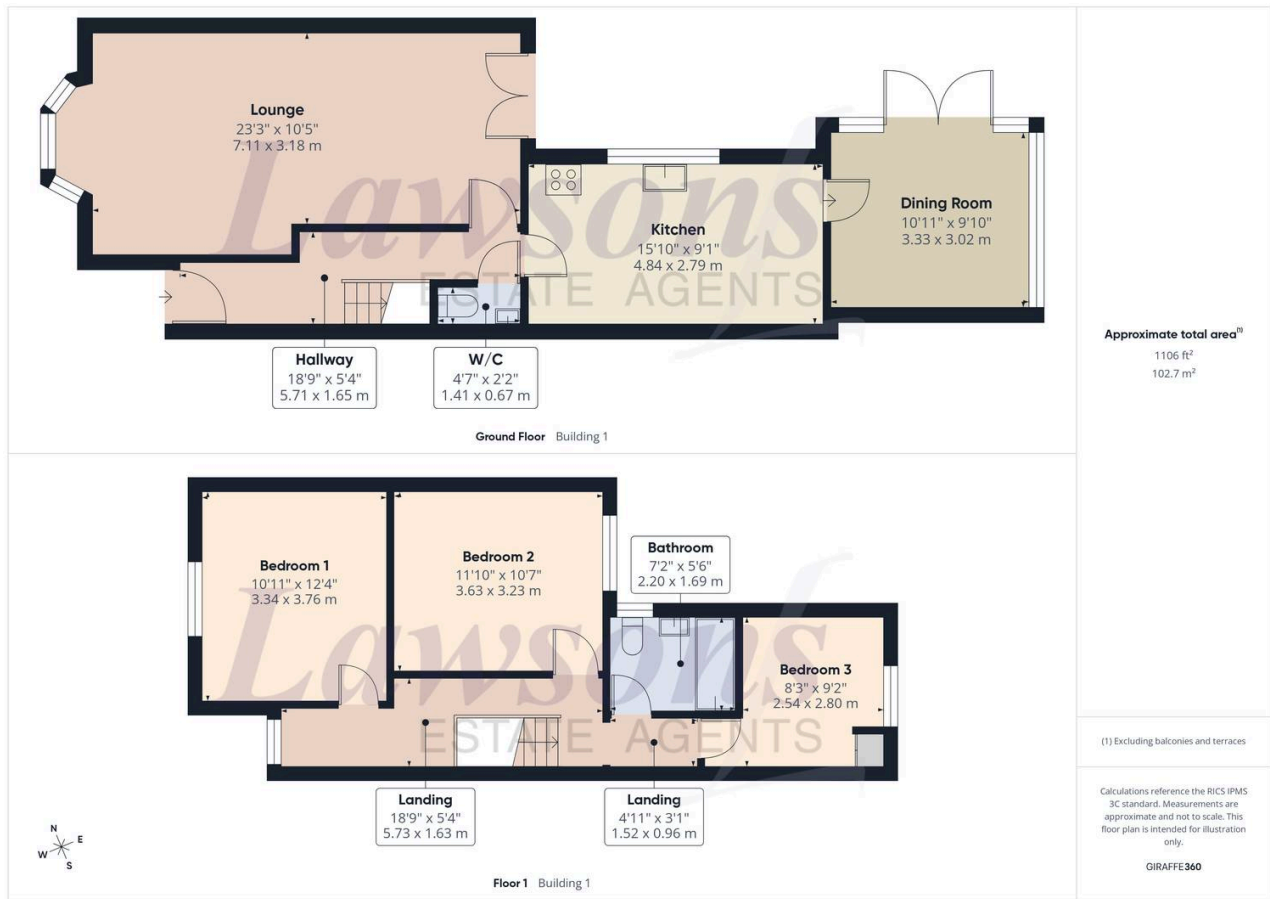 Lounge
23'3" x 10'5"
7.11 x 3.18 m
Kitchen
15'10" x 9'1"
4.84 x 2.79 m
Dining Room
10'11" x 9'10"
3.33 x 3.02 m
Hallway
18'9" x 5'4"
5.71 x 1.65 m
W/C
4'7" x 2'2"
1.41 x 0.67 m
Lawsons
ESTATE AGENTS
Ground Floor Building 1
Bedroom 1
10'11" x 12'4"
3.34 x 3.76 m
Bedroom 2
11'10" x 10'7"
3.63 x 3.23 m
Bathroom
7'2" x 5'6"
2.20 x 1.69 m
Bedroom 3
8'3" x 9'2"
2.54 x 2.80 m
Lawsons
ESTATE AGENTS
Landing
18'9" x 5'4"
5.73 x 1.63 m
Landing
4'11" x 3'1"
1.52 x 0.96 m
N
E
W
S
Floor 1 Building 1
Approximate total area(1)
1106 ft²
102.7 m²
(1) Excluding balconies and terraces
Calculations reference the RICS IPMS
3C standard. Measurements are
approximate and not to scale. This
floor plan is intended for illustration
only.
GIRAFFE360